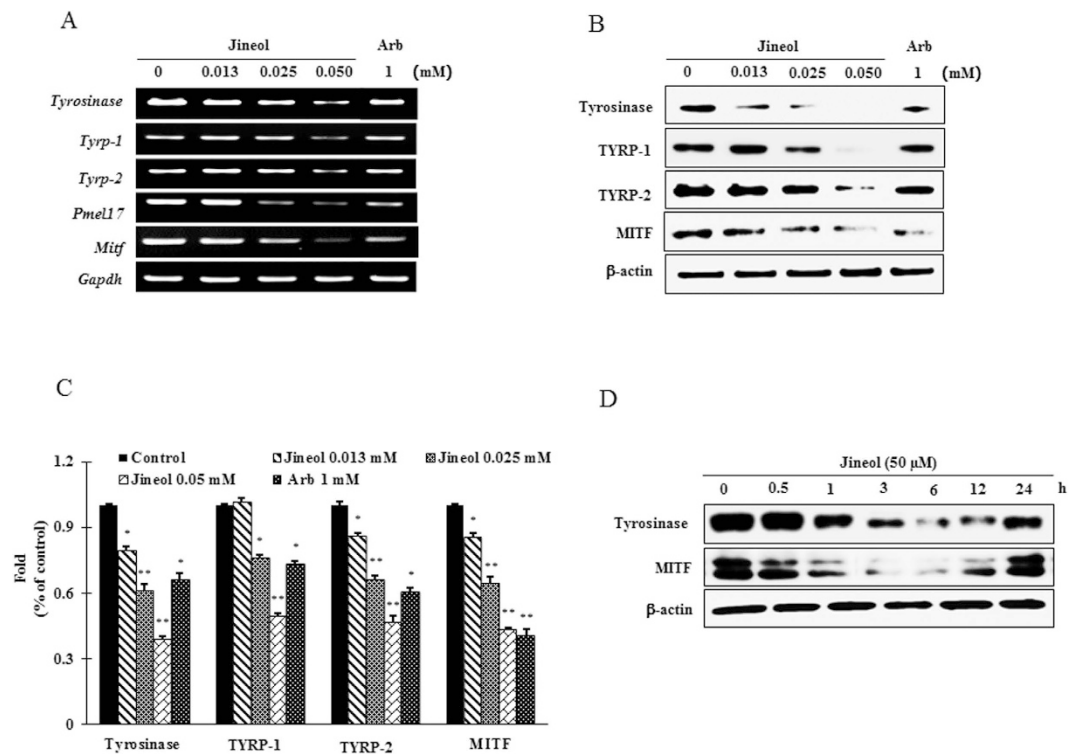 A
Jineol Arb
0 0.013 0.025 0.050 1 (mM)
Tyrosinase
Tyrp-1
Tyrp-2
Pmel17
Mitf
Gapdh
B
Jineol Arb
0 0.013 0.025 0.050 1 (mM)
Tyrosinase
TYRP-1
TYRP-2
MITF
β-actin
C
Control Jineol 0.013 mM Jineol 0.025 mM
Jineol 0.05 mM Arb 1 mM
Fold
(% of control)
1.2
0.9
0.6
0.3
0
* ** ** *
* ** *
* ** ** *
* ** ** **
Tyrosinase TYRP-1 TYRP-2 MITF
D
Jineol (50 µM)
0 0.5 1 3 6 12 24 h
Tyrosinase
MITF
β-actin